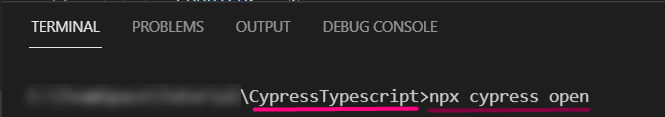 TERMINAL PROBLEMS OUTPUT DEBUG CONSOLE
\CypressTypescript>npx cypress open